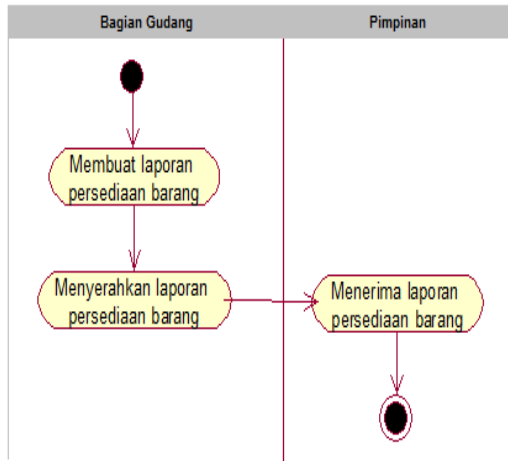 Bagian Gudang
Pimpinan
Membuat laporan
persediaan barang
Menyerahkan laporan
persediaan barang
Menerima laporan
persediaan barang